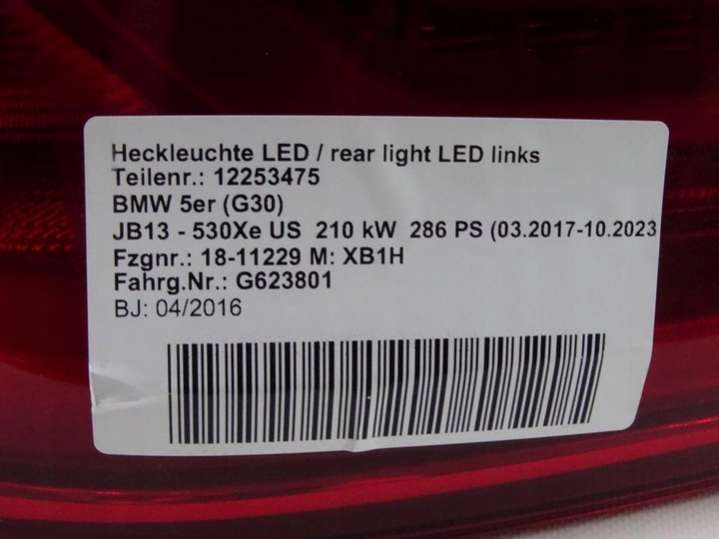 Heckleuchte LED / rear light LED links
Teilenr.: 12253475
BMW 5er (G30)
JB13 - 530Xe US 210 kW 286 PS (03.2017-10.2023
Fzgnr.: 18-11229 M: XB1H
Fahrg.Nr.: G623801
BJ: 04/2016